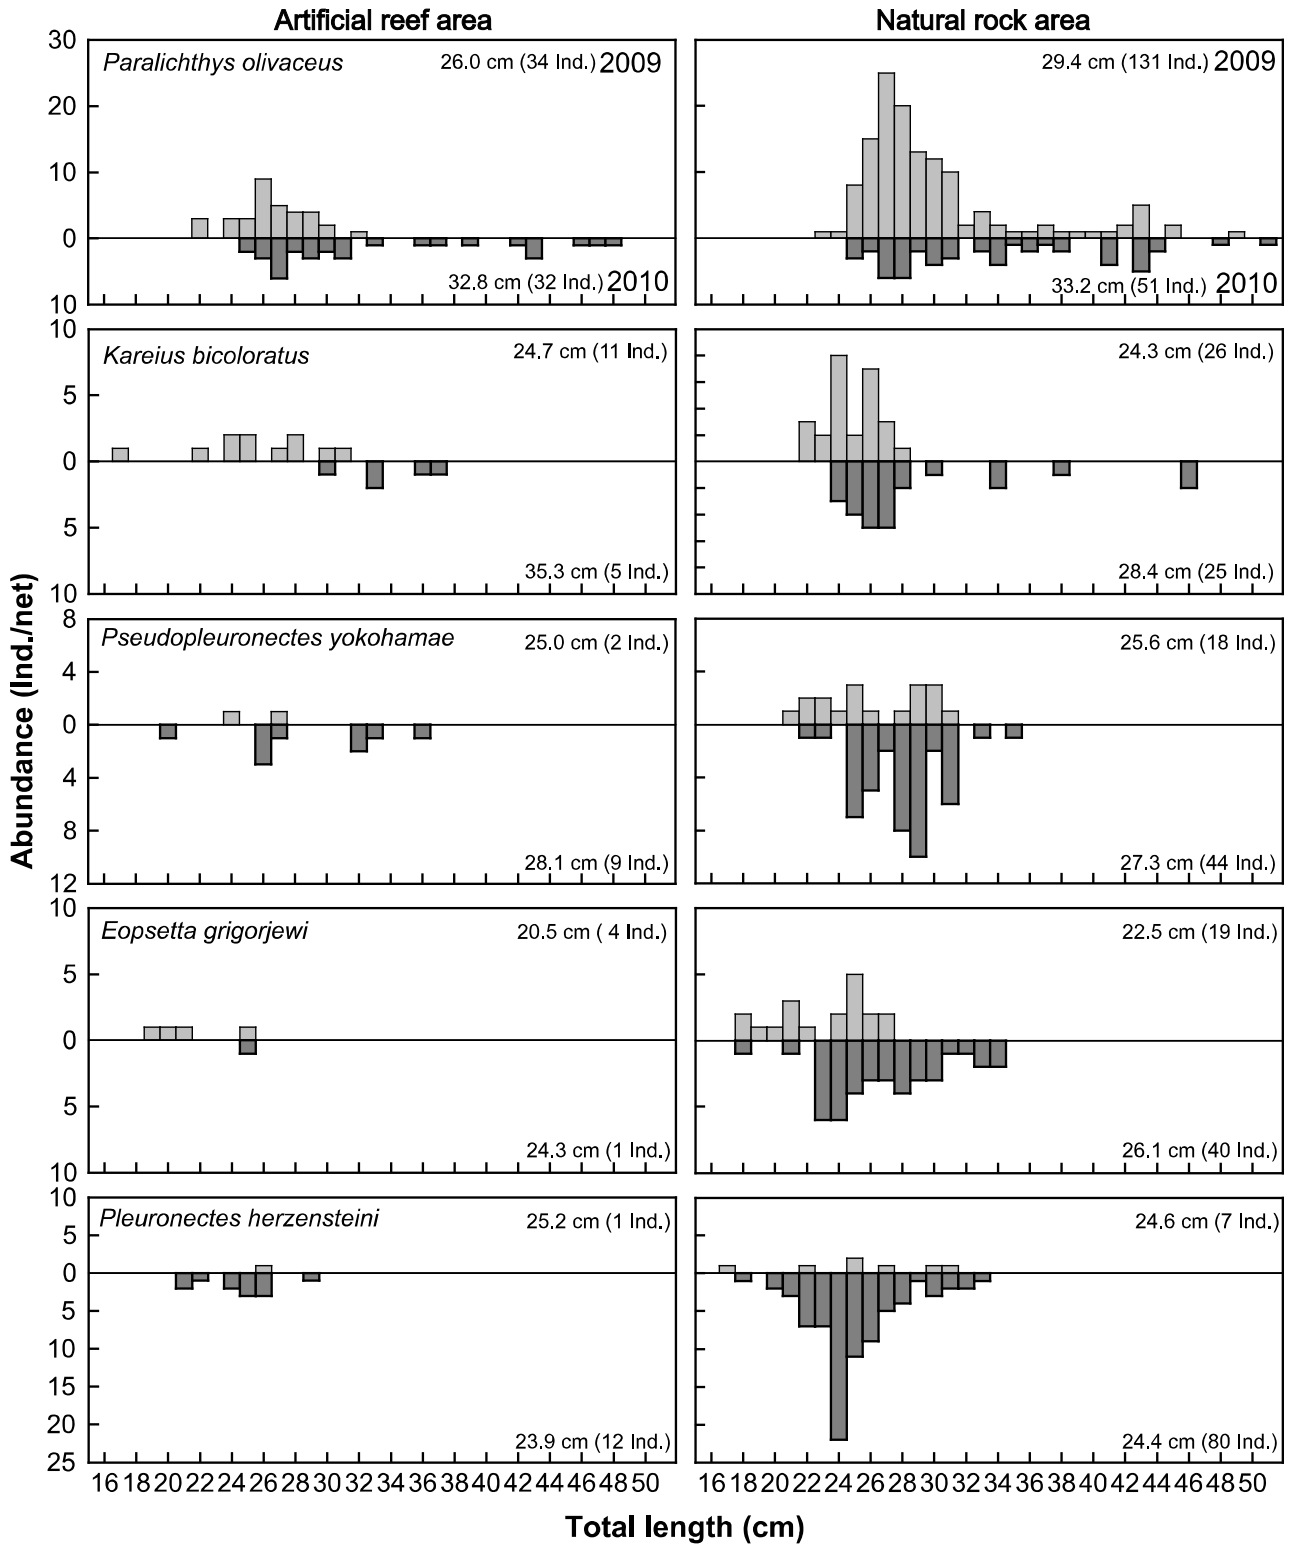 Artificial reef area
Natural rock area
30
20
10
0
10
Paralichthys olivaceus
26.0 cm (34 Ind.) 2009
32.8 cm (32 Ind.) 2010
29.4 cm (131 Ind.) 2009
33.2 cm (51 Ind.) 2010
10
5
0
5
10
Kareius bicoloratus
24.7 cm (11 Ind.)
35.3 cm (5 Ind.)
24.3 cm (26 Ind.)
28.4 cm (25 Ind.)
Abundance (Ind./net)
8
4
0
4
8
12
Pseudopleuronectes yokohamae
25.0 cm (2 Ind.)
28.1 cm (9 Ind.)
25.6 cm (18 Ind.)
27.3 cm (44 Ind.)
10
5
0
5
10
Eopsetta grigorjewi
20.5 cm ( 4 Ind.)
24.3 cm (1 Ind.)
22.5 cm (19 Ind.)
26.1 cm (40 Ind.)
10
5
0
5
10
15
20
25
Pleuronectes herzensteini
25.2 cm (1 Ind.)
23.9 cm (12 Ind.)
24.6 cm (7 Ind.)
24.4 cm (80 Ind.)
16 18 20 22 24 26 28 30 32 34 36 38 40 42 44 46 48 50
16 18 20 22 24 26 28 30 32 34 36 38 40 42 44 46 48 50
Total length (cm)